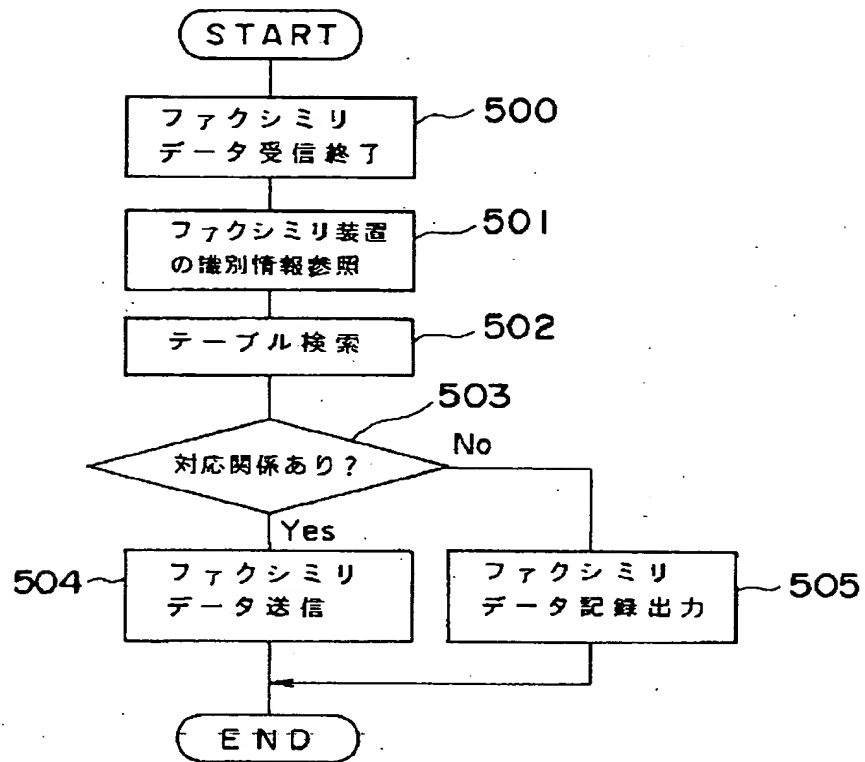 START
ファクシミリ
データ受信終了
500
ファクシミリ装置
の識別情報参照
501
テーブル検索
502
503
対応関係あり?
No
Yes
504
ファクシミリ
データ送信
ファクシミリ
データ記録出力
505
END